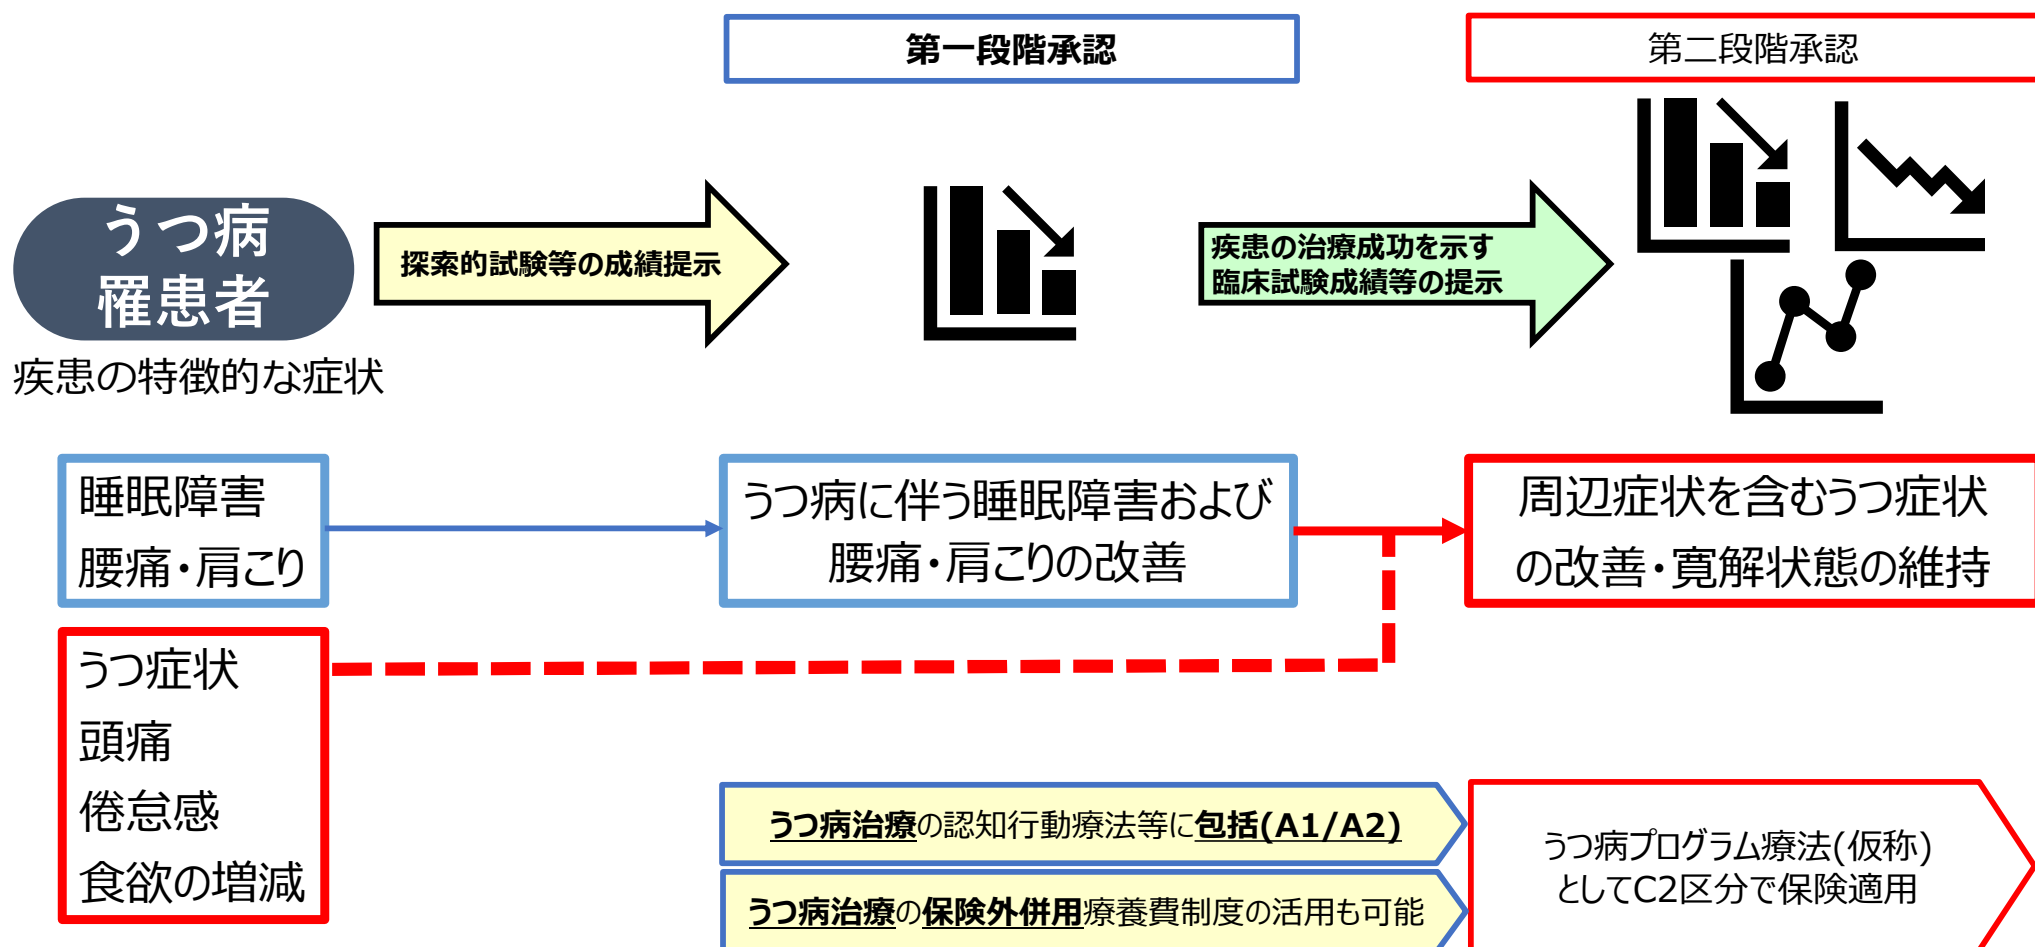 第一段階承認
第二段階承認
うつ病
罹患者
探索的試験等の成績提示
疾患の治療成功を示す
臨床試験成績等の提示
疾患の特徴的な症状
睡眠障害
腰痛・肩こり
うつ病に伴う睡眠障害および
腰痛・肩こりの改善
周辺症状を含むうつ症状
の改善・寛解状態の維持
うつ症状
頭痛
倦怠感
食欲の増減
うつ病治療の認知行動療法等に包括(A1/A2)
うつ病治療の保険外併用療養費制度の活用も可能
うつ病プログラム療法(仮称)
としてC2区分で保険適用